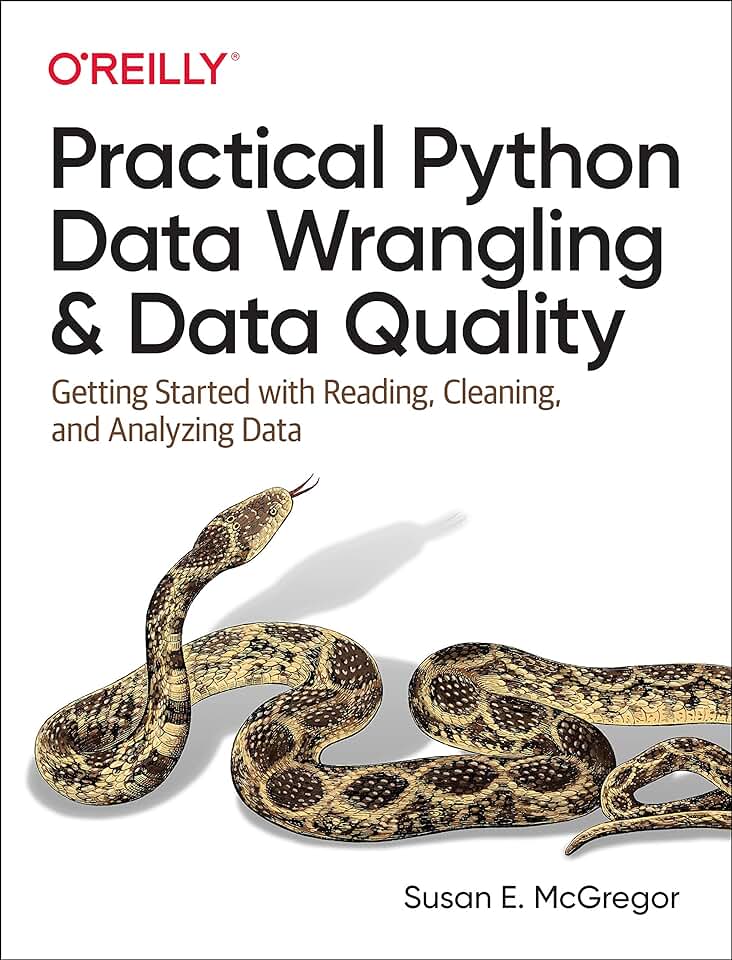 O'REILLY®
Practical Python
Data Wrangling
& Data Quality
Getting Started with Reading, Cleaning,
and Analyzing Data
Susan E. McGregor